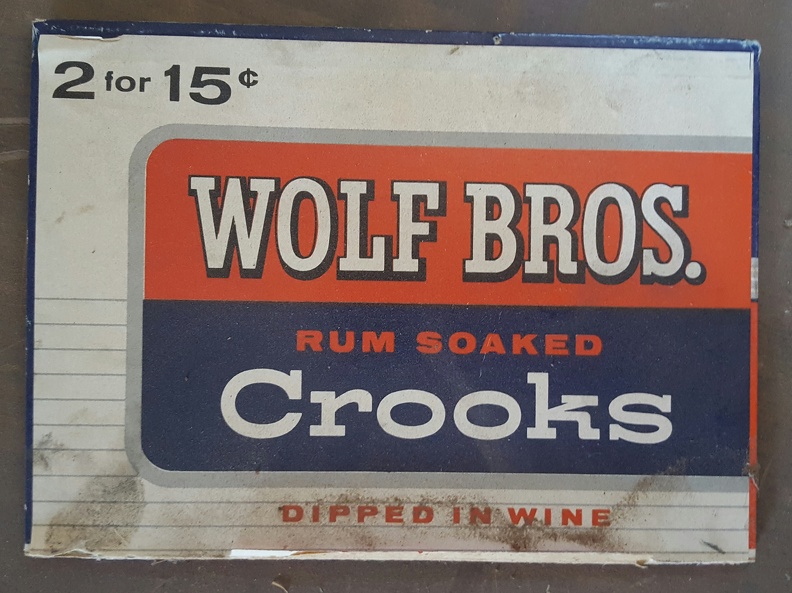 2 for 15¢
WOLF BROS.
RUM SOAKED
Crooks
DIPPED IN WINE